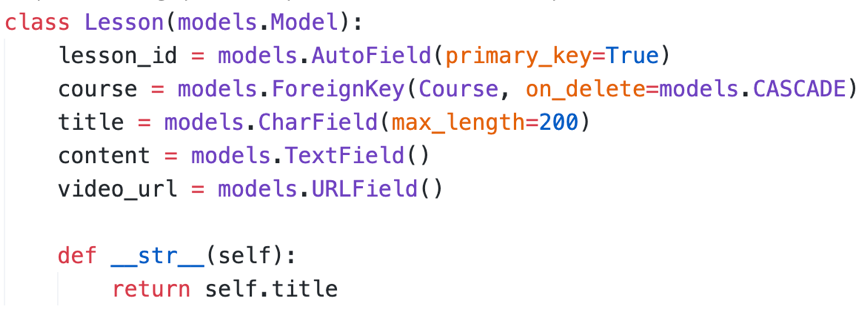 class Lesson(models.Model):
    lesson_id = models.AutoField(primary_key=True)
    course = models.ForeignKey(Course, on_delete=models.CASCADE)
    title = models.CharField(max_length=200)
    content = models.TextField()
    video_url = models.URLField()

    def __str__(self):
        return self.title